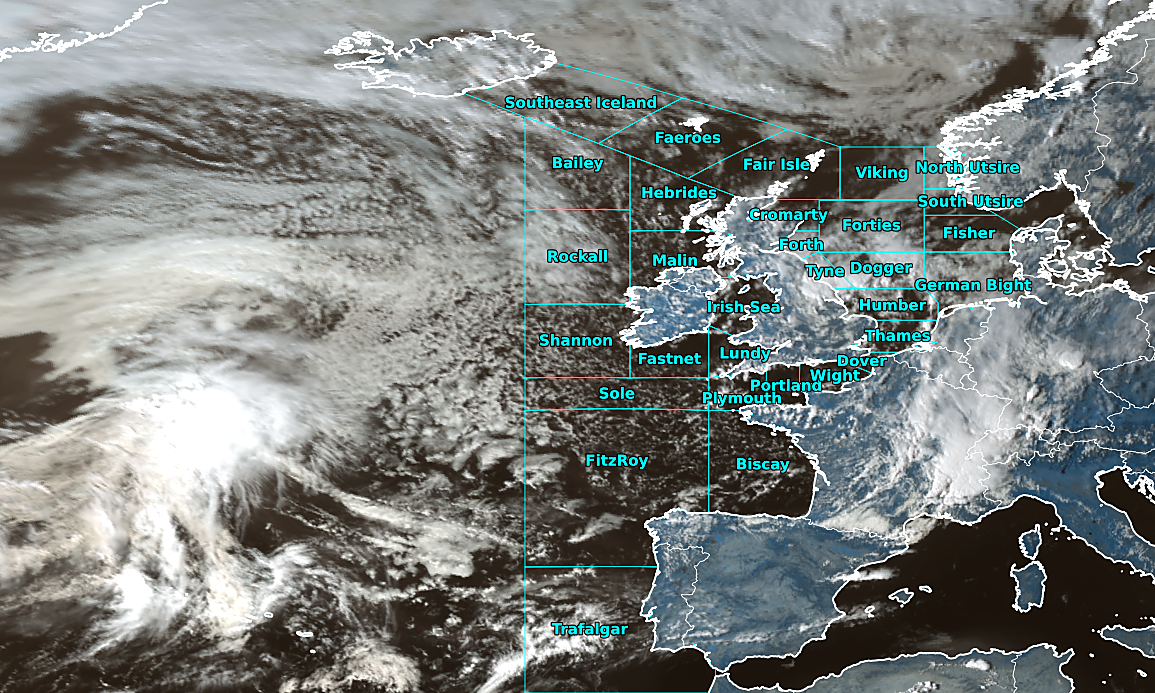 Southeast Iceland
Faeroes
Bailey
Fair Isle
Viking
North Utsire
Hebrides
South Utsire
Cromarty
Forties
Fisher
Forth
Rockall
Malin
Tyne
Dogger
German Bight
Irish Sea
Humber
Shannon
Thames
Fastnet
Lundy
Dover
Wight
Portland
Sole
Plymouth
FitzRoy
Biscay
Trafalgar